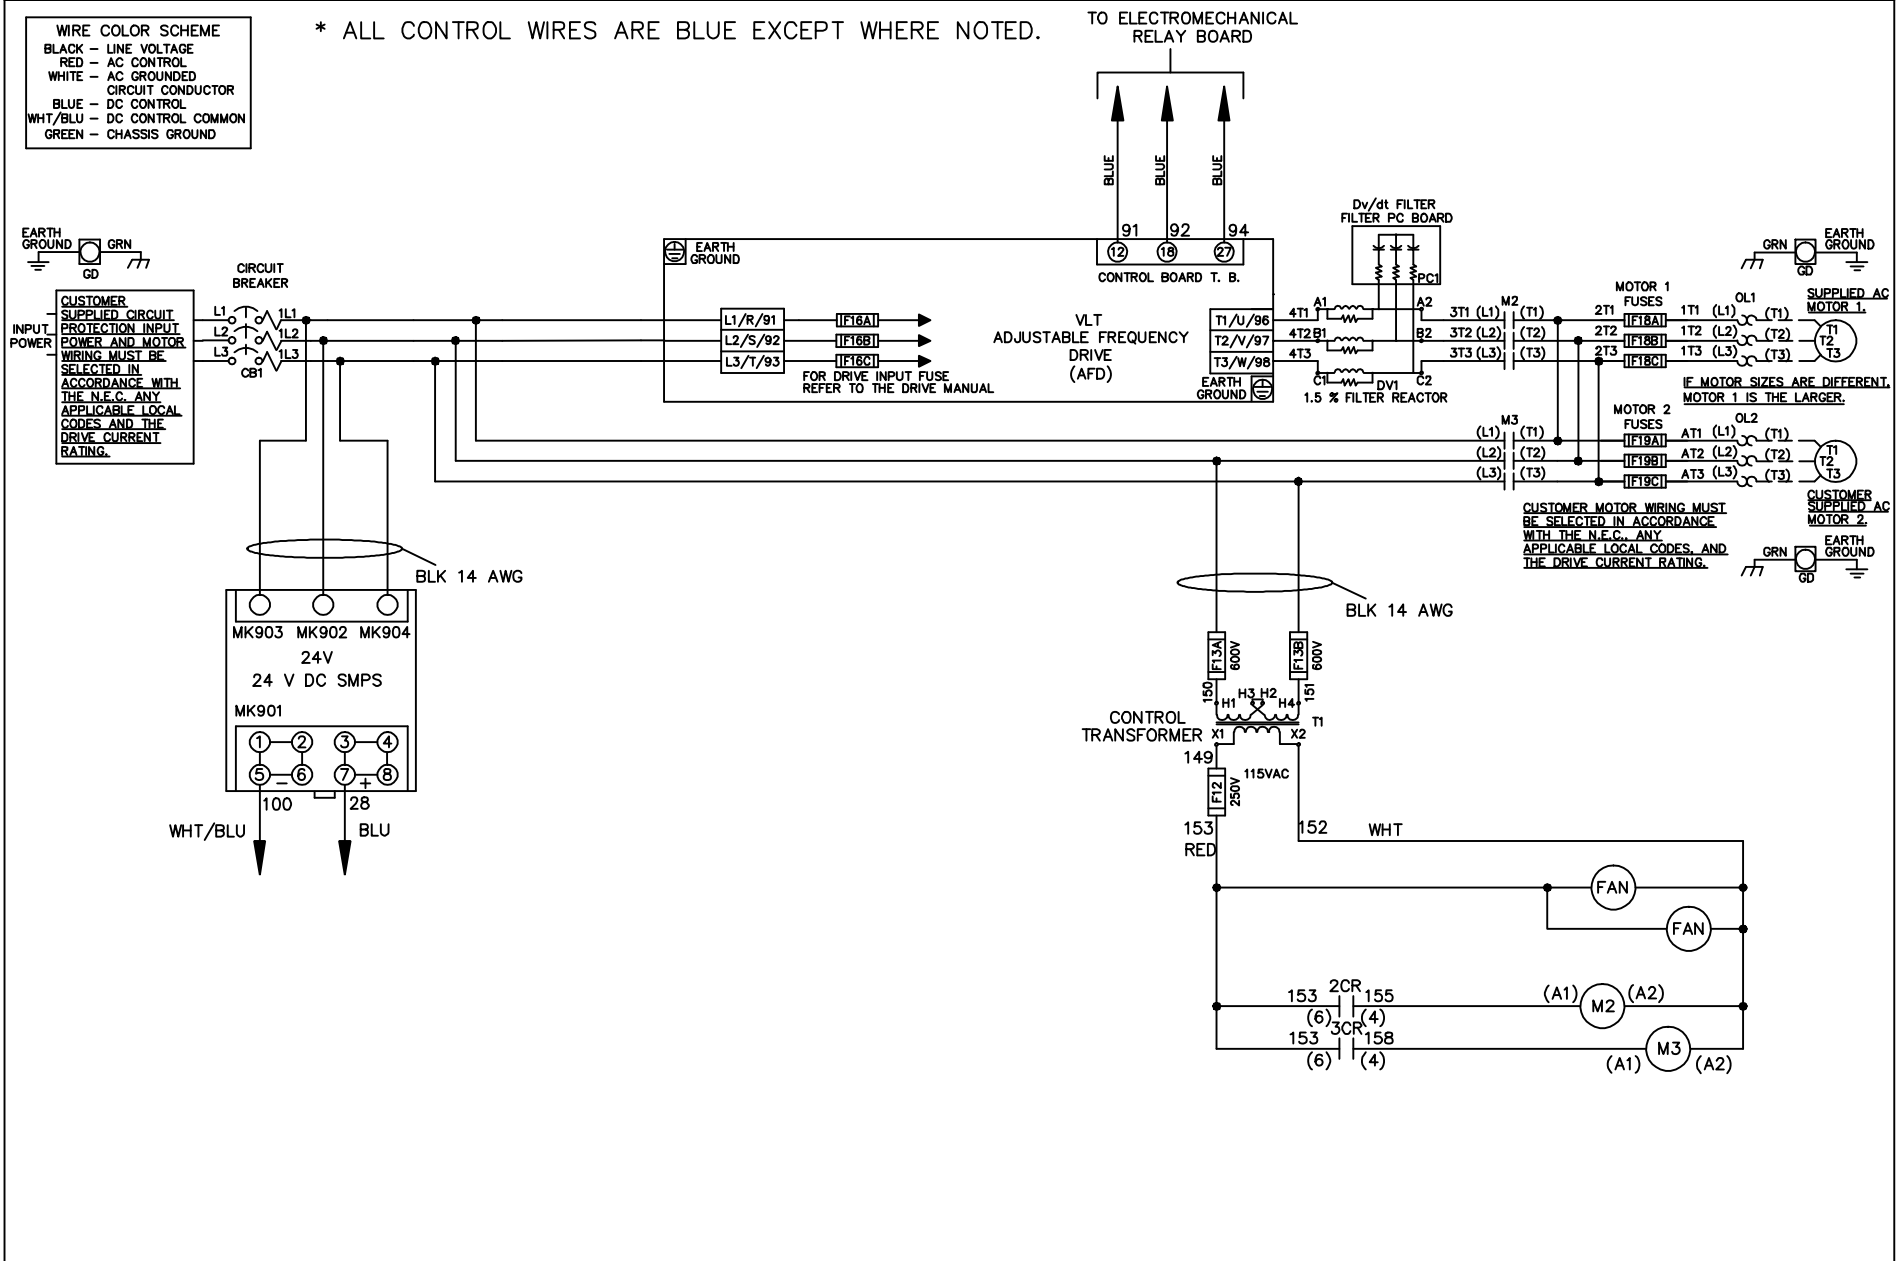 WIRE COLOR SCHEME
BLACK – LINE VOLTAGE
RED – AC CONTROL
WHITE – AC GROUNDED
CIRCUIT CONDUCTOR
BLUE – DC CONTROL
WHT/BLU – DC CONTROL COMMON
GREEN – CHASSIS GROUND
* ALL CONTROL WIRES ARE BLUE EXCEPT WHERE NOTED.
TO ELECTROMECHANICAL
RELAY BOARD
BLUE
BLUE
BLUE
91 92 94
12 18 27
CONTROL BOARD T. B.
EARTH
GROUND
GRN
GD
CIRCUIT
BREAKER
INPUT
POWER
CUSTOMER
SUPPLIED CIRCUIT
PROTECTION INPUT
POWER AND MOTOR
WIRING MUST BE
SELECTED IN
ACCORDANCE WITH
THE N.E.C. ANY
APPLICABLE LOCAL
CODES AND THE
DRIVE CURRENT
RATING.
L1 1L1
L2 1L2
L3 1L3
CB1
EARTH
GROUND
L1/R/91 F16A
L2/S/92 F16B
L3/T/93 F16C
FOR DRIVE INPUT FUSE
REFER TO THE DRIVE MANUAL
VLT
ADJUSTABLE FREQUENCY
DRIVE
(AFD)
T1/U/96
T2/V/97
T3/W/98
EARTH
GROUND
Dv/dt FILTER
FILTER PC BOARD
PC1
4T1 A1 A2
4T2 B1 B2
4T3 C1 C2
DV1
1.5 % FILTER REACTOR
M2
3T1 (L1) (T1)
3T2 (L2) (T2)
3T3 (L3) (T3)
MOTOR 1
FUSES
2T1 F18A 1T1 (L1) (T1)
2T2 F18B 1T2 (L2) (T2)
2T3 F18C 1T3 (L3) (T3)
OL1
GRN
GD
EARTH
GROUND
SUPPLIED AC
MOTOR 1.
T1
T2
T3
IF MOTOR SIZES ARE DIFFERENT,
MOTOR 1 IS THE LARGER.
M3
(L1) (T1)
(L2) (T2)
(L3) (T3)
MOTOR 2
FUSES
OL2
F19A AT1 (L1) (T1)
F19B AT2 (L2) (T2)
F19C AT3 (L3) (T3)
T1
T2
T3
CUSTOMER
SUPPLIED AC
MOTOR 2.
CUSTOMER MOTOR WIRING MUST
BE SELECTED IN ACCORDANCE
WITH THE N.E.C., ANY
APPLICABLE LOCAL CODES, AND
THE DRIVE CURRENT RATING.
GRN
GD
EARTH
GROUND
BLK 14 AWG
MK903 MK902 MK904
24V
24 V DC SMPS
MK901
1 2 3 4
5 – 6 7 + 8
100 28
WHT/BLU BLU
BLK 14 AWG
F13A 600V
F13B 600V
150 151
H1 H3 H2 H4
T1
CONTROL
TRANSFORMER
X1 X2
149
115VAC
F12 250V
153
RED
152 WHT
FAN
FAN
2CR
153 155
(6) (4)
(A1) M2 (A2)
3CR
153 158
(6) (4)
(A1) M3 (A2)